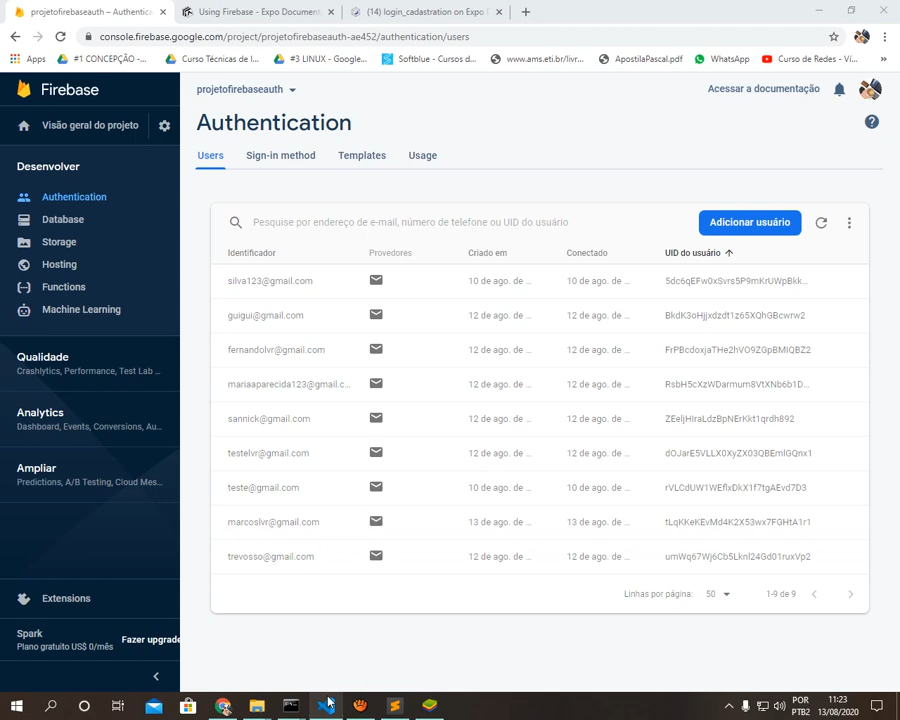 projetofirebaseauth – Authentica
Using Firebase - Expo Document
(14) login_cadastration on Expo
console.firebase.google.com/project/projetofirebaseauth-ae452/authentication/users
Apps
#1 CONCEPÇÃO -...
Curso Técnicas de I...
#3 LINUX - Google...
Softblue - Cursos d...
www.ams.eti.br/livr...
ApostilaPascal.pdf
WhatsApp
Curso de Redes - Ví...
»
Firebase
projetofirebaseauth
Acessar a documentação
Visão geral do projeto
Authentication
Users
Sign-in method
Templates
Usage
Desenvolver
Authentication
Database
Storage
Hosting
Functions
Machine Learning
Qualidade
Crashlytics, Performance, Test Lab ...
Analytics
Dashboard, Events, Conversions, Au...
Ampliar
Predictions, A/B Testing, Cloud Mes...
Extensions
Spark
Plano gratuito US$ 0/mês
Fazer upgrade
Pesquise por endereço de e-mail, número de telefone ou UID do usuário
Adicionar usuário
Identificador Provedores Criado em Conectado UID do usuário
silva123@gmail.com 10 de ago. de ... 10 de ago. de ... 5dc6qEFw0xSvrs5P9mKrUWpBkk...
guigui@gmail.com 12 de ago. de ... 12 de ago. de ... BkdK3oHjjxdzdt1z65XQhGBcwrw2
fernandolvr@gmail.com 12 de ago. de ... 12 de ago. de ... FrPBcdoxjaTHe2hVO9ZGpBMIQBZ2
mariaaparecida123@gmail.c... 12 de ago. de ... 12 de ago. de ... RsbH5cXzWDarmum8VtXNb6b1D...
sannick@gmail.com 12 de ago. de ... 12 de ago. de ... ZEeljHIraLdzBpNErKkt1qrdh892
testelvr@gmail.com 12 de ago. de ... 12 de ago. de ... dOJarE5VLLX0XyZX03QBEmlGQnx1
teste@gmail.com 10 de ago. de ... 10 de ago. de ... rVLCdUW1WEflxDkX1f7tgAEvd7D3
marcoslvr@gmail.com 13 de ago. de ... 13 de ago. de ... tLqKKeKEvMd4K2X53wx7FGHtA1r1
trevosso@gmail.com 12 de ago. de ... 12 de ago. de ... umWq67Wj6Cb5Lknl24Gd01ruxVp2
Linhas por página: 50 1-9 de 9
POR
PTB2
11:23
13/08/2020